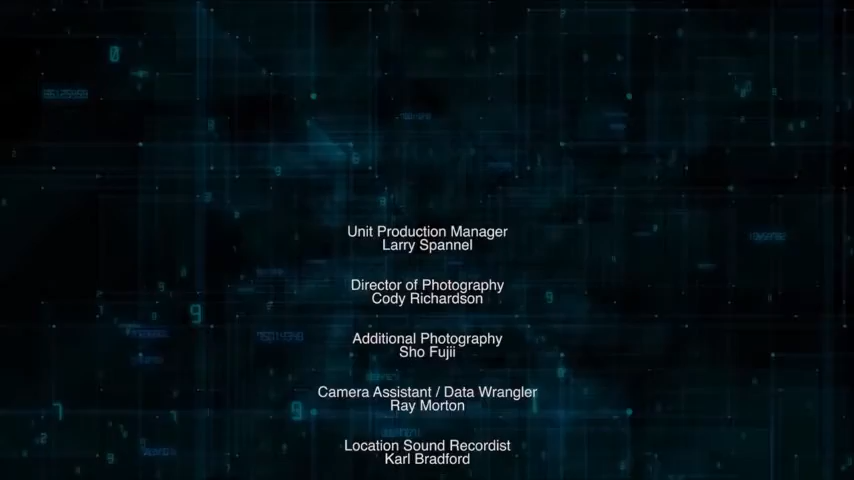 Unit Production Manager
Larry Spannel
Director of Photography
Cody Richardson
Additional Photography
Sho Fujii
Camera Assistant / Data Wrangler
Ray Morton
Location Sound Recordist
Karl Bradford